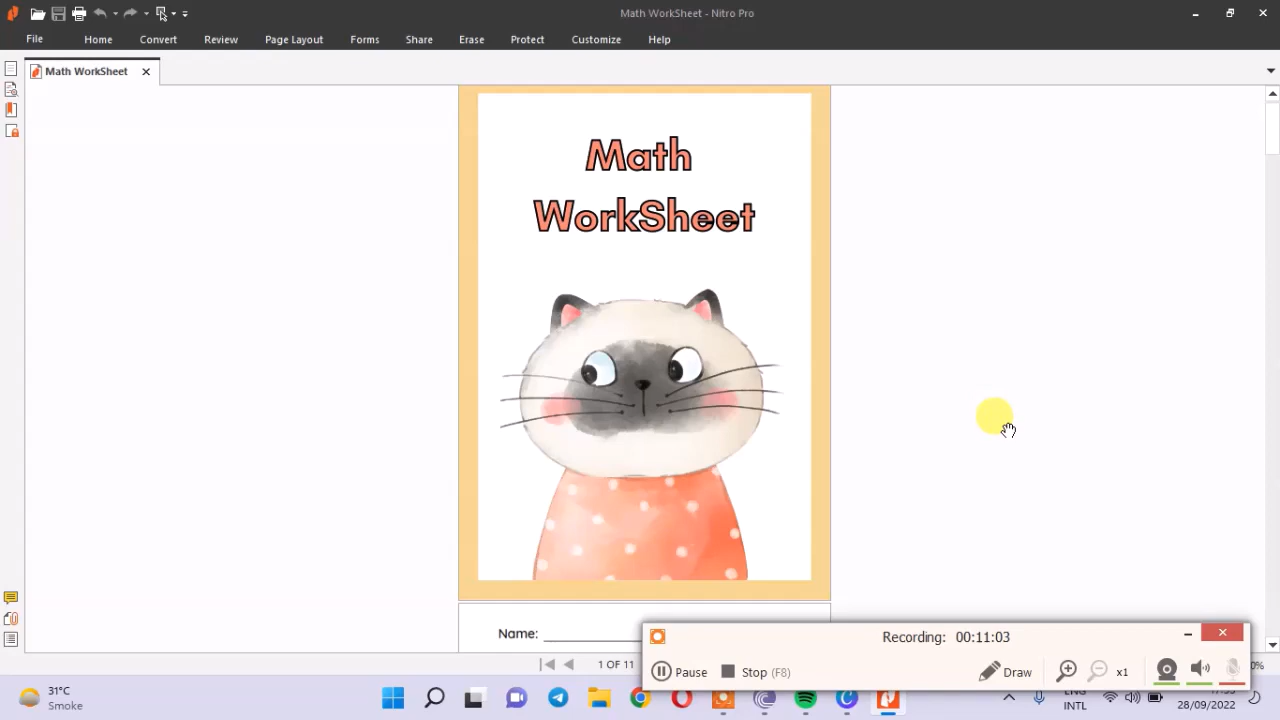 Math WorkSheet - Nitro Pro
File Home Convert Review Page Layout Forms Share Erase Protect Customize Help
Math WorkSheet
Math
WorkSheet
Name:
1 OF 11
Recording: 00:11:03
Pause Stop (F8) Draw x1
0%
31°C
Smoke
ENG
INTL
28/09/2022